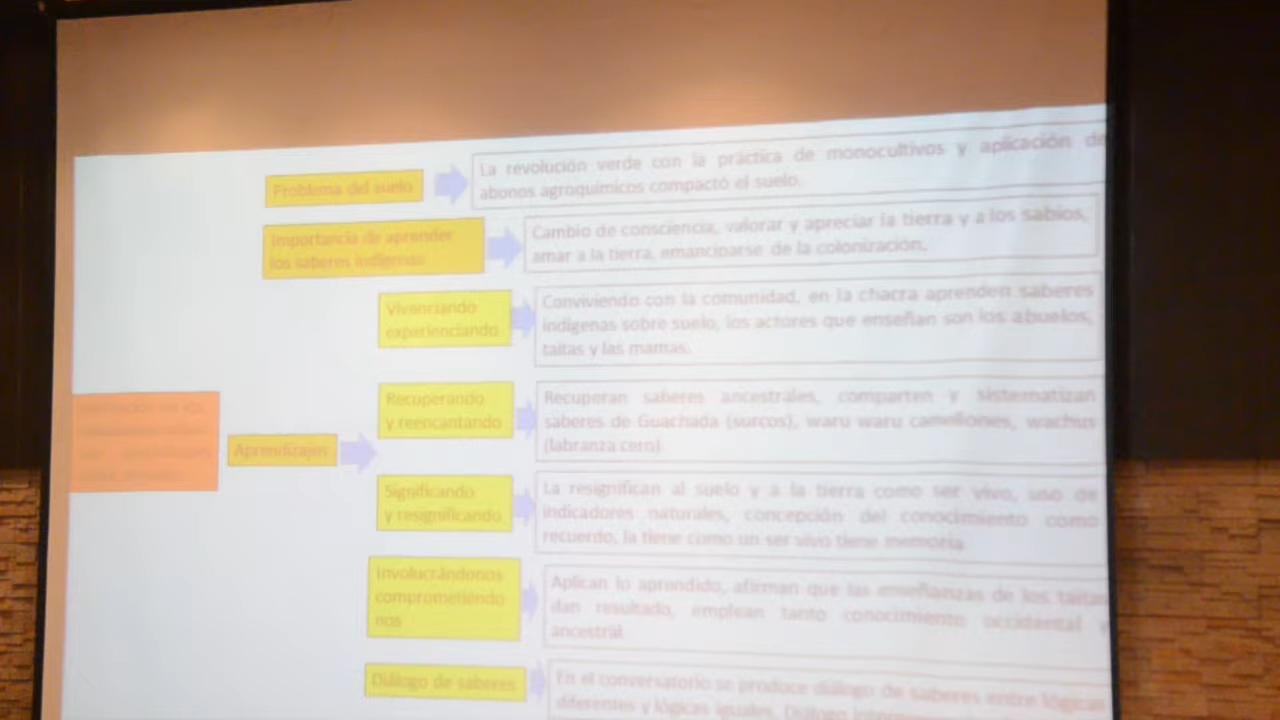 Problema del suelo
La revolución verde con la práctica de monocultivos y aplicación de
abonos agroquímicos compactó el suelo.
Importancia de aprender
los saberes indígenas
Cambio de consciencia, valorar y apreciar la tierra y a los sabios,
amar a la tierra, emanciparse de la colonización.
Vivenciando
experienciando
Conviviendo con la comunidad, en la chacra aprenden saberes
indígenas sobre suelo, los actores que enseñan son los abuelos,
taitas y las mamas.
Recuperando
y reencantando
Recuperan saberes ancestrales, comparten y sistematizan
saberes de Guachada (surcos), waru waru camellones, wachus
(labranza cero)
Aprendizajes
Significando
y resignificando
La resignifican al suelo y a la tierra como ser vivo, uso de
indicadores naturales, concepción del conocimiento como
recuerdo, la tiene como un ser vivo tiene memoria
Involucrándonos
comprometiéndo
nos
Aplican lo aprendido, afirman que las enseñanzas de los taitas
dan resultado, emplean tanto conocimiento occidental y
ancestral
Diálogo de saberes
En el conversatorio se produce diálogo de saberes entre lógicas
diferentes y lógicas iguales. Diálogo